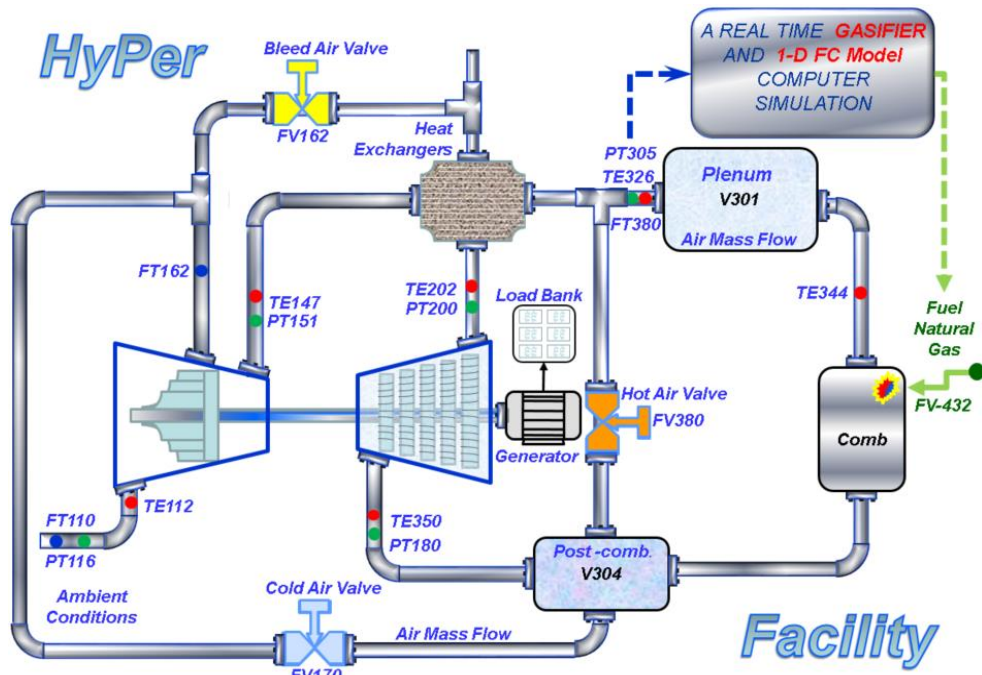 HyPer
Bleed Air Valve
FV162
Heat
Exchangers
A REAL TIME GASIFIER
AND 1-D FC Model
COMPUTER
SIMULATION
PT305
TE326
FT380
Plenum
V301
Air Mass Flow
FT162
TE147
PT151
TE202
PT200
Load Bank
TE344
Fuel
Natural
Gas
FV-432
Hot Air Valve
FV380
Generator
Comb
TE112
FT110
PT116
Ambient
Conditions
TE350
PT180
Post-comb.
V304
Cold Air Valve
FV170
Air Mass Flow
Facility